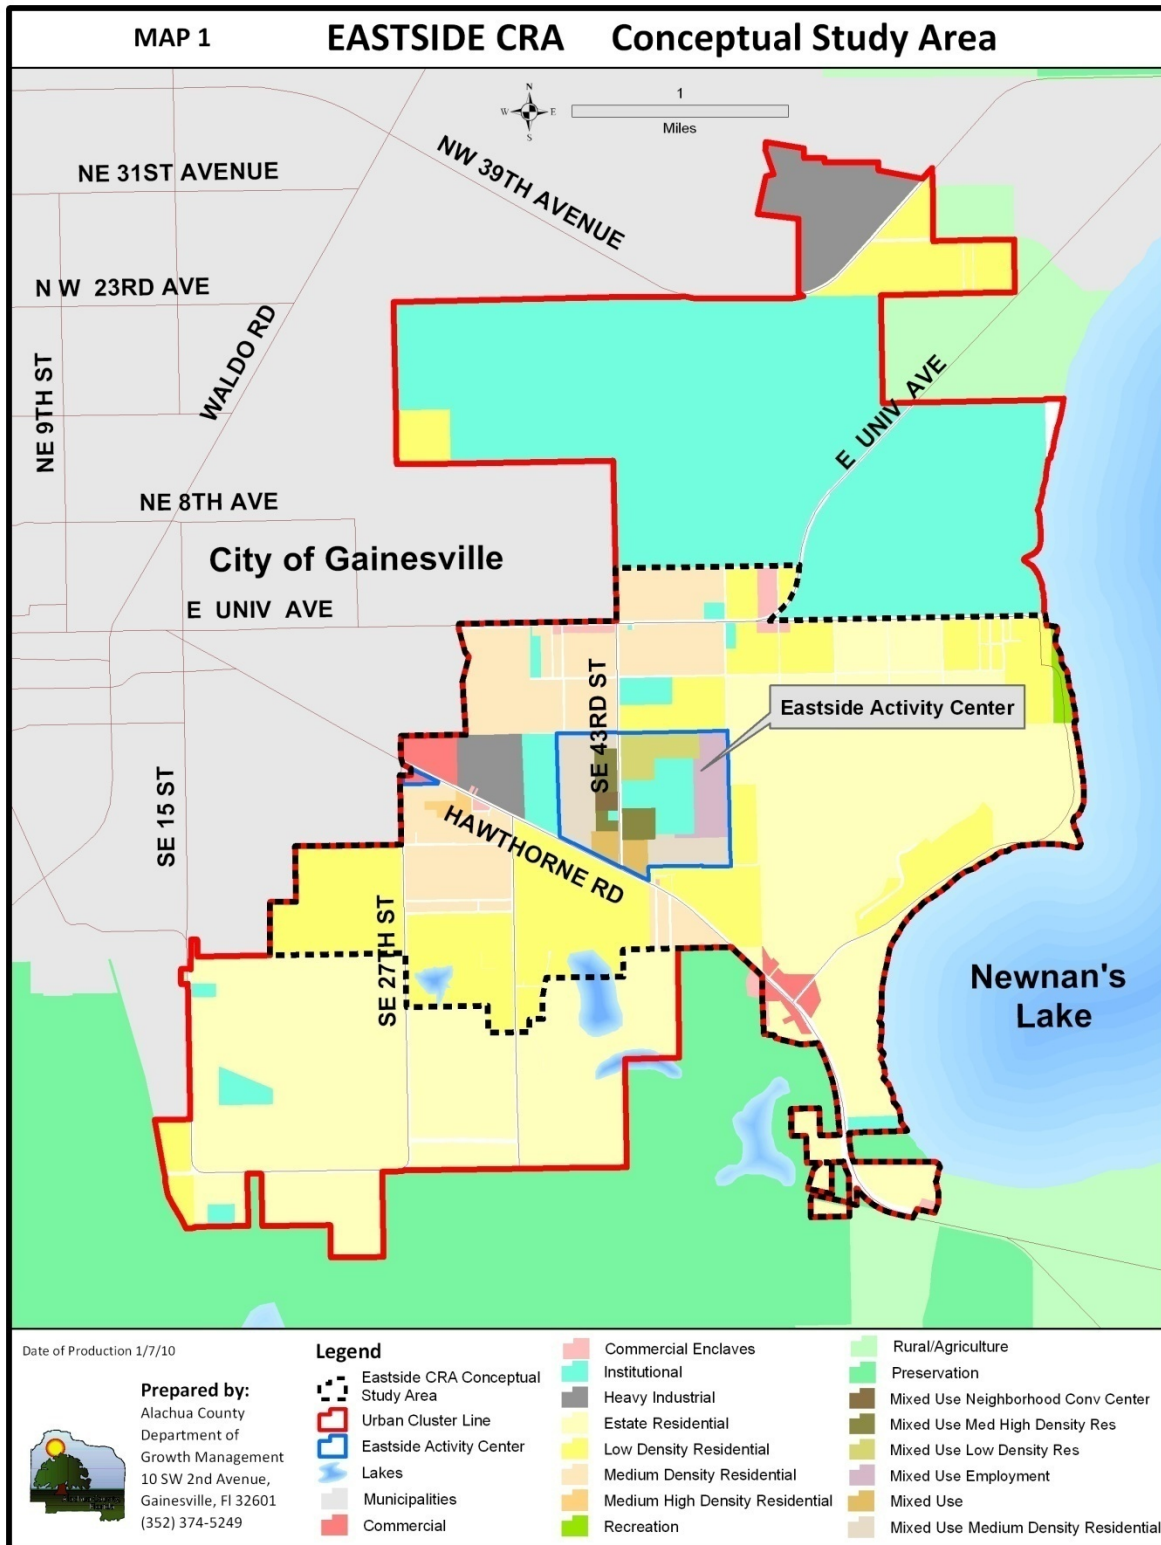 MAP 1 EASTSIDE CRA Conceptual Study Area
N
W E
S
1
Miles
NE 31ST AVENUE
NW 39TH AVENUE
N W 23RD AVE
WALDO RD
NE 9TH ST
E UNIV AVE
NE 8TH AVE
City of Gainesville
E UNIV AVE
SE 43RD ST
Eastside Activity Center
SE 15 ST
HAWTHORNE RD
SE 27TH ST
Newnan's
Lake
Date of Production 1/7/10
Prepared by:
Alachua County
Department of
Growth Management
10 SW 2nd Avenue,
Gainesville, Fl 32601
(352) 374-5249
Legend
Eastside CRA Conceptual
Study Area
Urban Cluster Line
Eastside Activity Center
Lakes
Municipalities
Commercial
Commercial Enclaves
Institutional
Heavy Industrial
Estate Residential
Low Density Residential
Medium Density Residential
Medium High Density Residential
Recreation
Rural/Agriculture
Preservation
Mixed Use Neighborhood Conv Center
Mixed Use Med High Density Res
Mixed Use Low Density Res
Mixed Use Employment
Mixed Use
Mixed Use Medium Density Residential